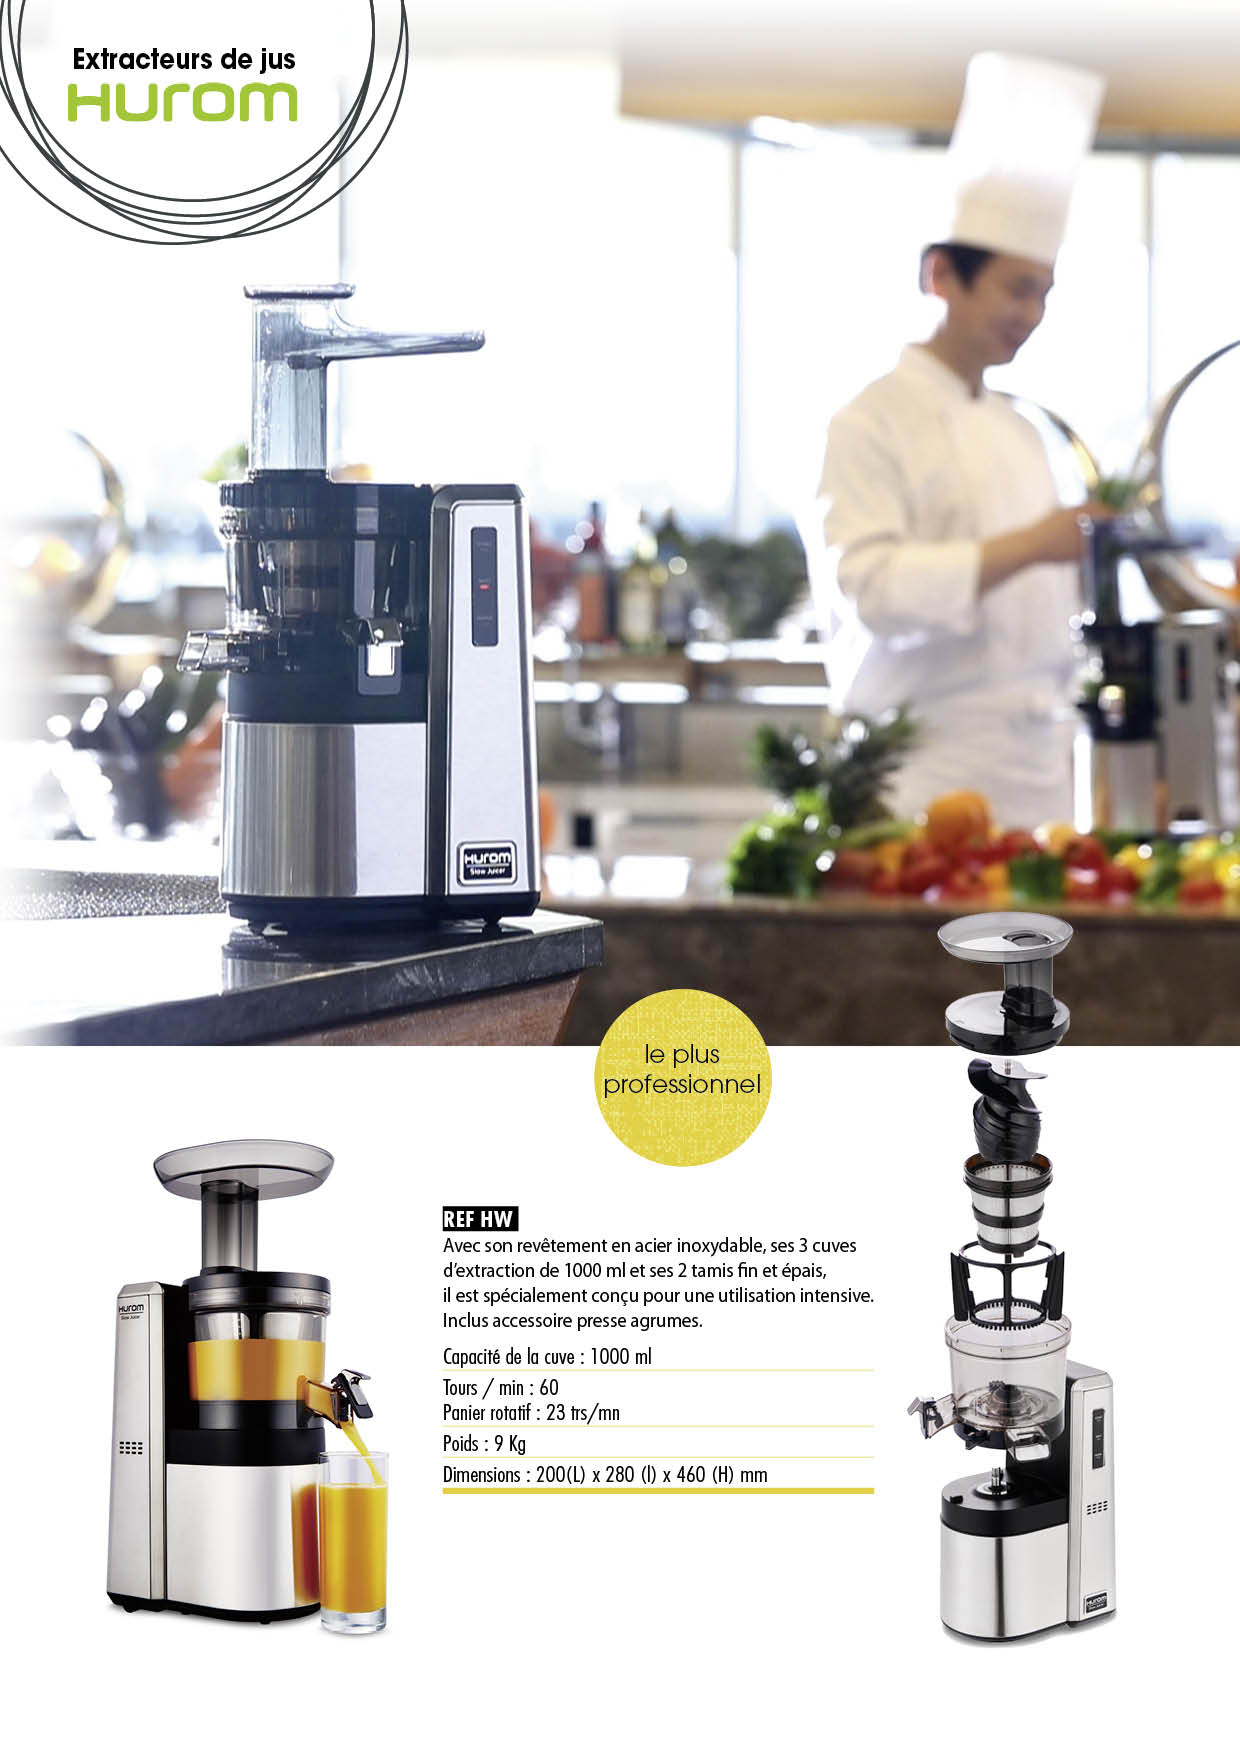 Extracteurs de jus
Hurom
Hurom
Slow Juicer
le plus
professionnel
Hurom
Slow Juicer
REF HW
Avec son revêtement en acier inoxydable, ses 3 cuves
d’extraction de 1000 ml et ses 2 tamis fin et épais,
il est spécialement conçu pour une utilisation intensive.
Inclus accessoire presse agrumes.
Capacité de la cuve : 1000 ml
Tours / min : 60
Panier rotatif : 23 trs/mn
Poids : 9 Kg
Dimensions : 200(L) x 280 (l) x 460 (H) mm
Hurom